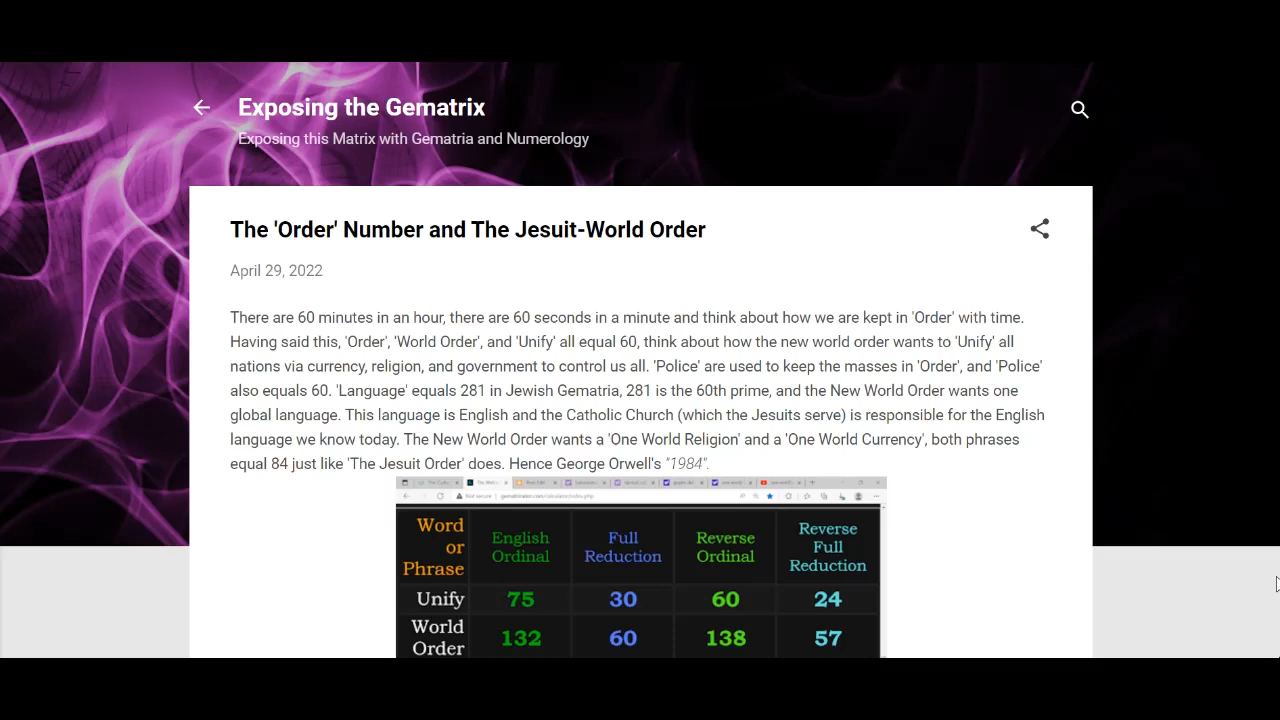 Exposing the Gematrix
Exposing this Matrix with Gematria and Numerology
The 'Order' Number and The Jesuit-World Order
April 29, 2022
There are 60 minutes in an hour, there are 60 seconds in a minute and think about how we are kept in 'Order' with time.
Having said this, 'Order', 'World Order', and 'Unify' all equal 60, think about how the new world order wants to 'Unify' all
nations via currency, religion, and government to control us all. 'Police' are used to keep the masses in 'Order', and 'Police'
also equals 60. 'Language' equals 281 in Jewish Gematria, 281 is the 60th prime, and the New World Order wants one
global language. This language is English and the Catholic Church (which the Jesuits serve) is responsible for the English
language we know today. The New World Order wants a 'One World Religion' and a 'One World Currency', both phrases
equal 84 just like 'The Jesuit Order' does. Hence George Orwell's "1984".
Not secure
Word or Phrase English Ordinal Full Reduction Reverse Ordinal Reverse Full Reduction
Unify 75 30 60 24
World Order 132 60 138 57